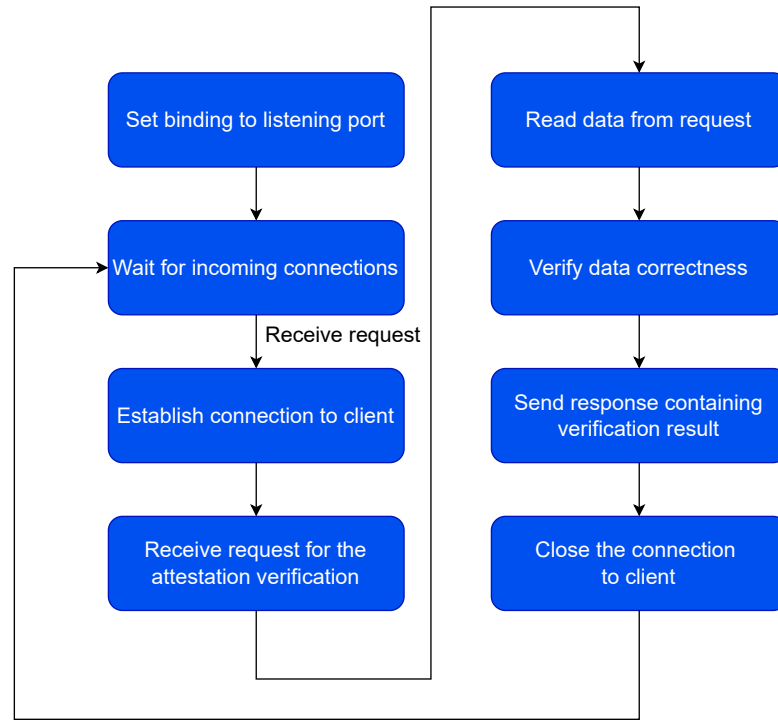 Set binding to listening port
Wait for incoming connections
Receive request
Establish connection to client
Receive request for the
attestation verification
Read data from request
Verify data correctness
Send response containing
verification result
Close the connection
to client